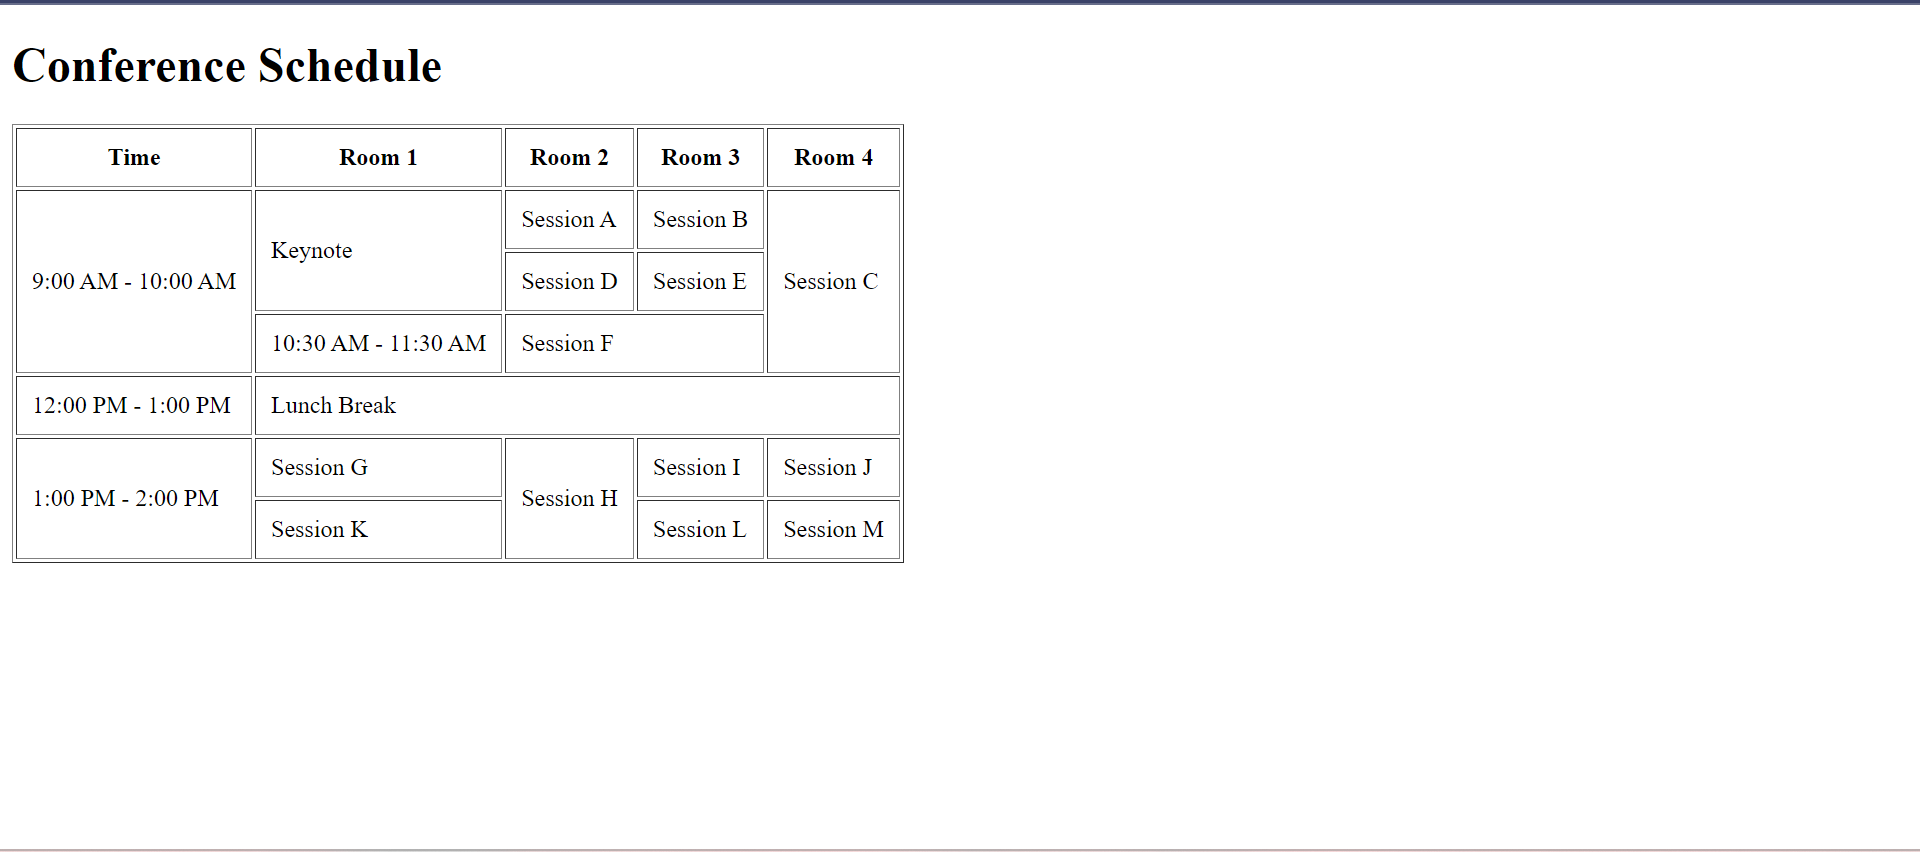 Conference Schedule
Time Room 1 Room 2 Room 3 Room 4
9:00 AM - 10:00 AM Keynote Session A Session B Session C
Session D Session E
10:30 AM - 11:30 AM Session F
12:00 PM - 1:00 PM Lunch Break
1:00 PM - 2:00 PM Session G Session H Session I Session J
Session K Session L Session M